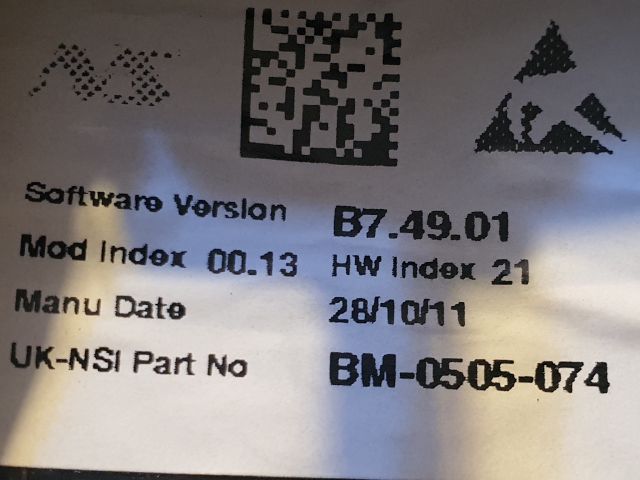 Software Version B7.49.01
Mod Index 00.13 HW Index 21
Manu Date 28/10/11
UK-NSI Part No BM-0505-074